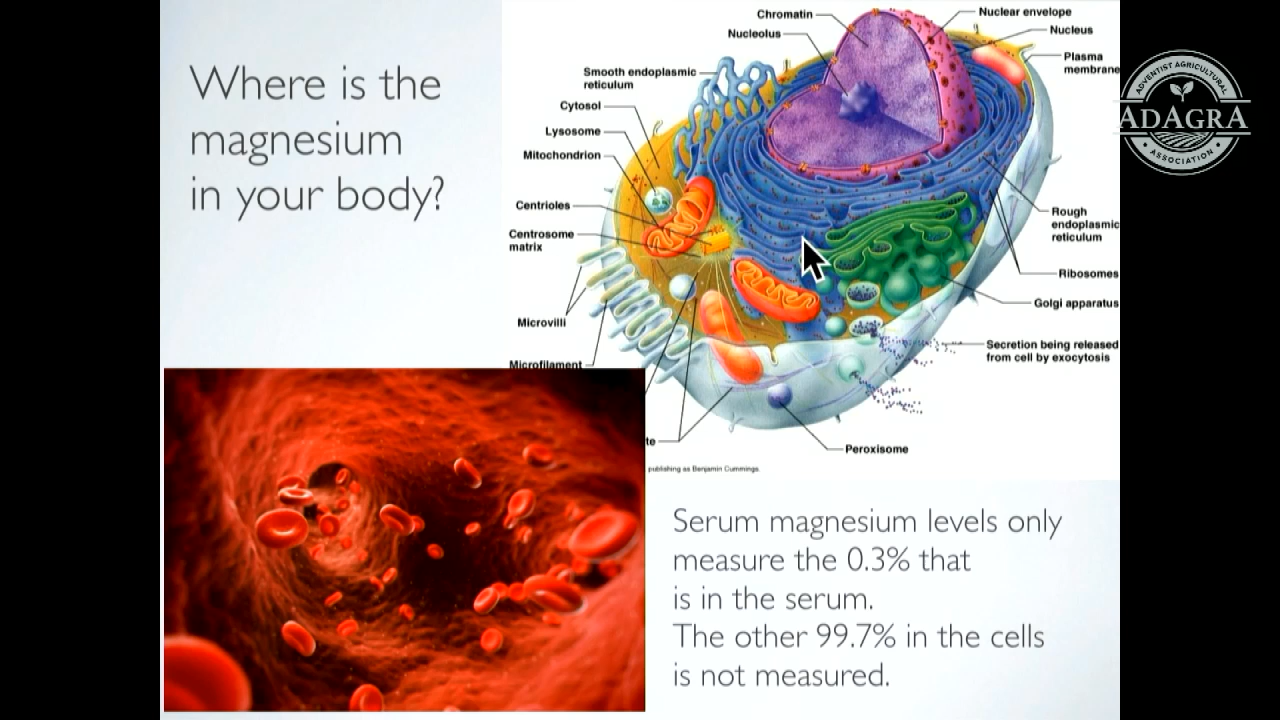 Where is the
magnesium
in your body?
Chromatin
Nucleolus
Smooth endoplasmic
reticulum
Cytosol
Lysosome
Mitochondrion
Centrioles
Centrosome
matrix
Microvilli
Microfilament
te
Nuclear envelope
Nucleus
Plasma
membrane
Rough
endoplasmic
reticulum
Ribosomes
Golgi apparatus
Secretion being released
from cell by exocytosis
Peroxisome
publishing as Benjamin Cummings.
Serum magnesium levels only
measure the 0.3% that
is in the serum.
The other 99.7% in the cells
is not measured.
ADVENTIST AGRICULTURAL
ADAGRA
ASSOCIATION